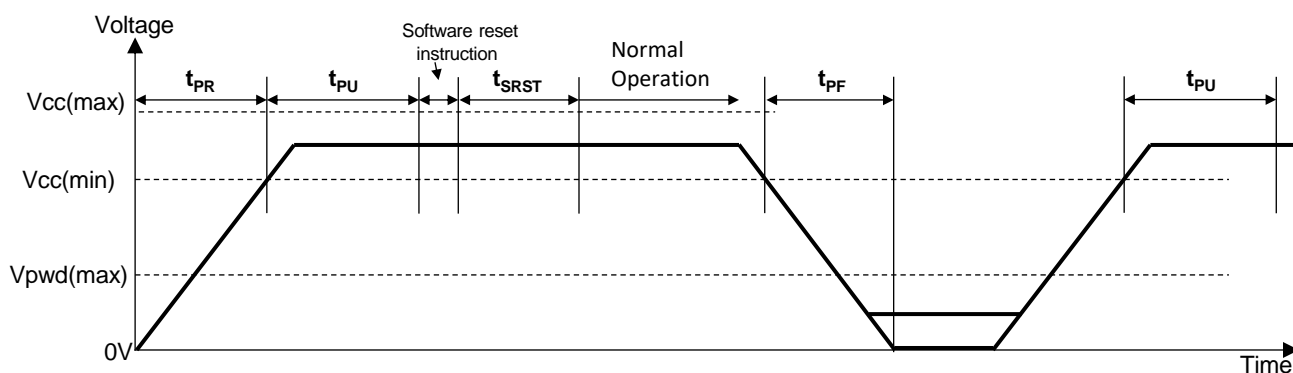 Voltage
Software reset
instruction
Normal
Operation
tPR
tPU
tSRST
tPF
tPU
Vcc(max)
Vcc(min)
Vpwd(max)
0V
Time